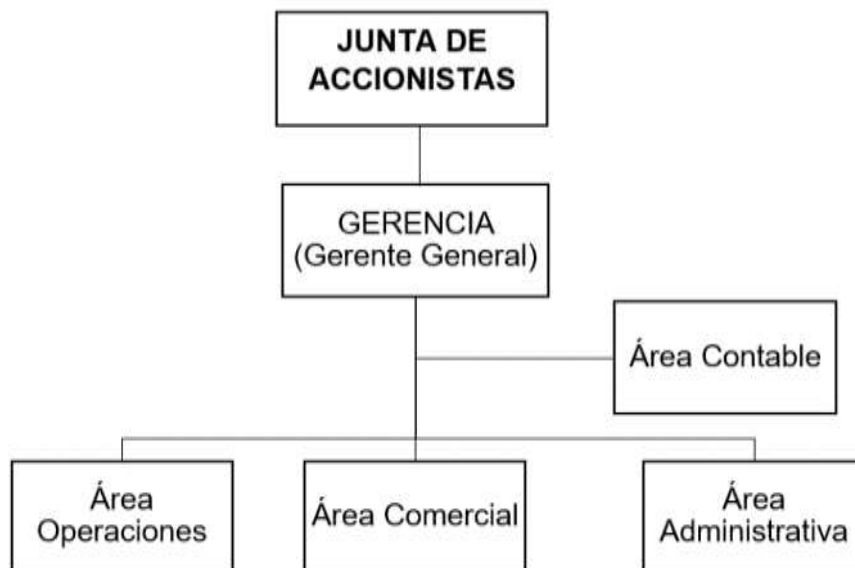 JUNTA DE
ACCIONISTAS
GERENCIA
(Gerente General)
Área Contable
Área
Operaciones
Área Comercial
Área
Administrativa